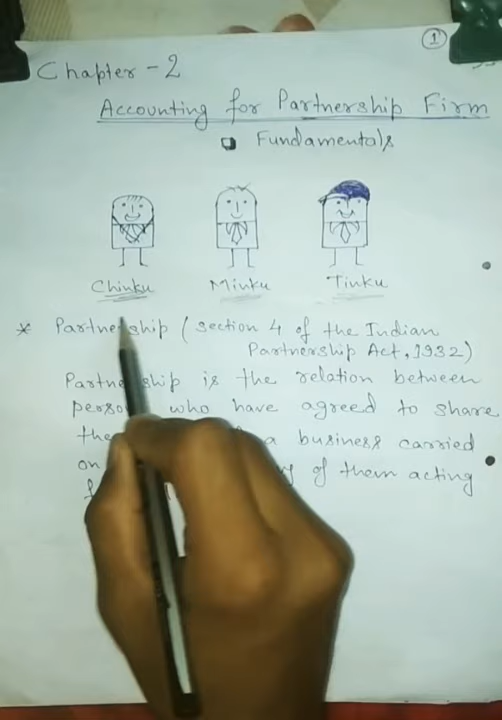 1
Chapter - 2
Accounting for Partnership Firm
Fundamentals
Chinku Minku Tinku
* Partnership (section 4 of the Indian
Partnership Act, 1932)
Partnership is the relation between
who have agreed to share
the a business carried
on of them acting